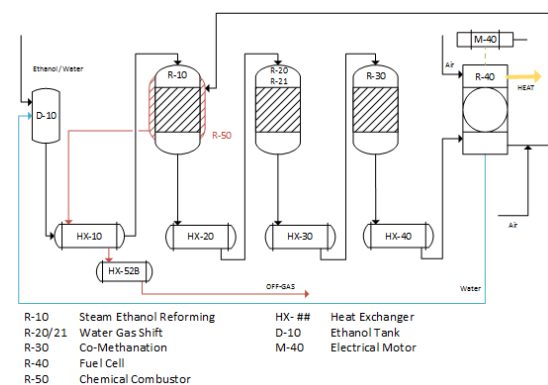 M-40
Ethanol/Water
R-10
R-20
R-21
R-30
Air
R-40
HEAT
D-10
R-50
HX-10
HX-20
HX-30
HX-40
Air
HX-52B
OFF-GAS
Water
R-10 Steam Ethanol Reforming HX- ## Heat Exchanger
R-20/21 Water Gas Shift D-10 Ethanol Tank
R-30 Co-Methanation M-40 Electrical Motor
R-40 Fuel Cell
R-50 Chemical Combustor